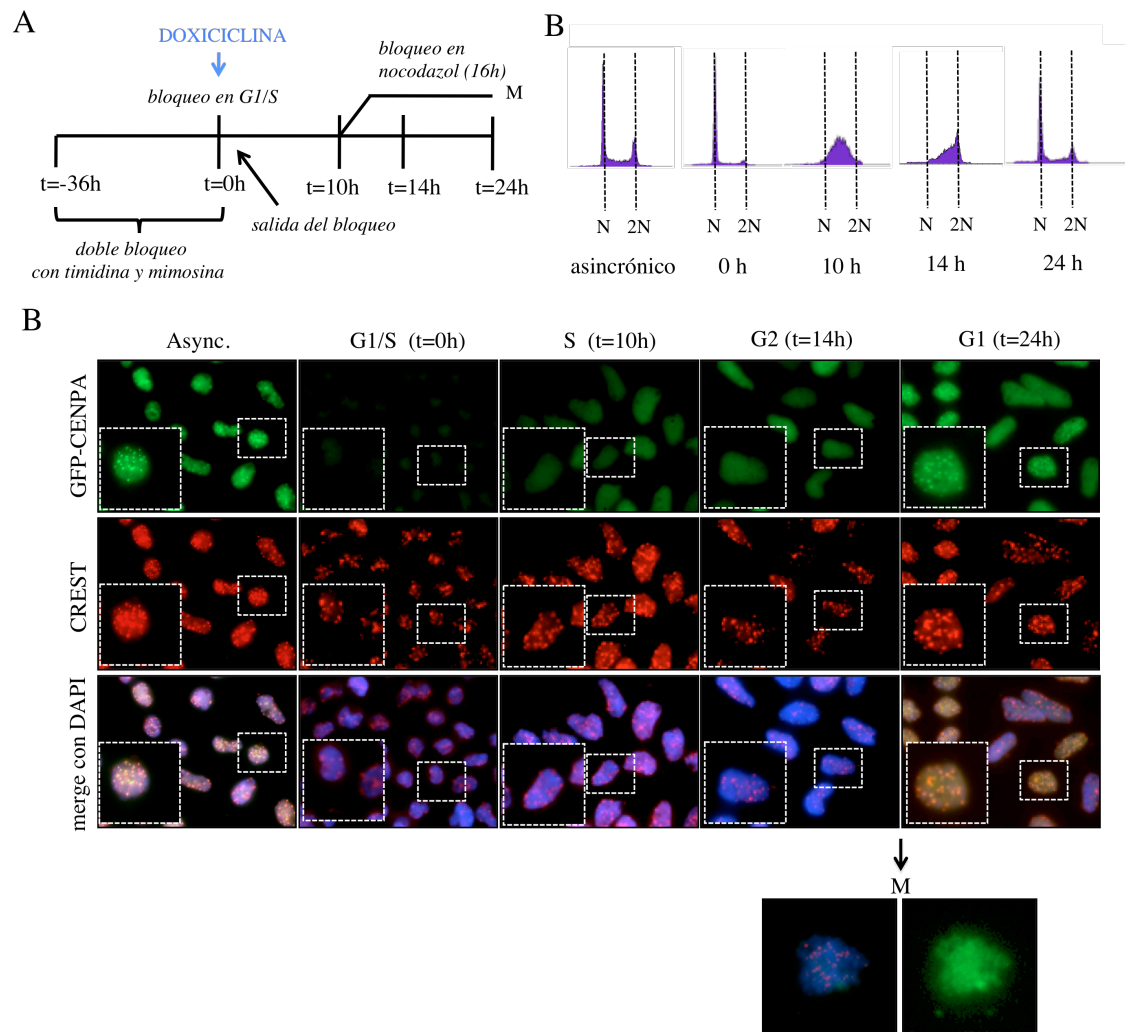 A
DOXICICLINA
bloqueo en G1/S
bloqueo en
nocodazol (16h)
M
t=-36h
t=0h
t=10h
t=14h
t=24h
salida del bloqueo
doble bloqueo
con timidina y mimosina
B
N 2N N 2N N 2N N 2N N 2N
asincrónico 0 h 10 h 14 h 24 h
B
Async. G1/S (t=0h) S (t=10h) G2 (t=14h) G1 (t=24h)
GFP-CENPA
CREST
merge con DAPI
M